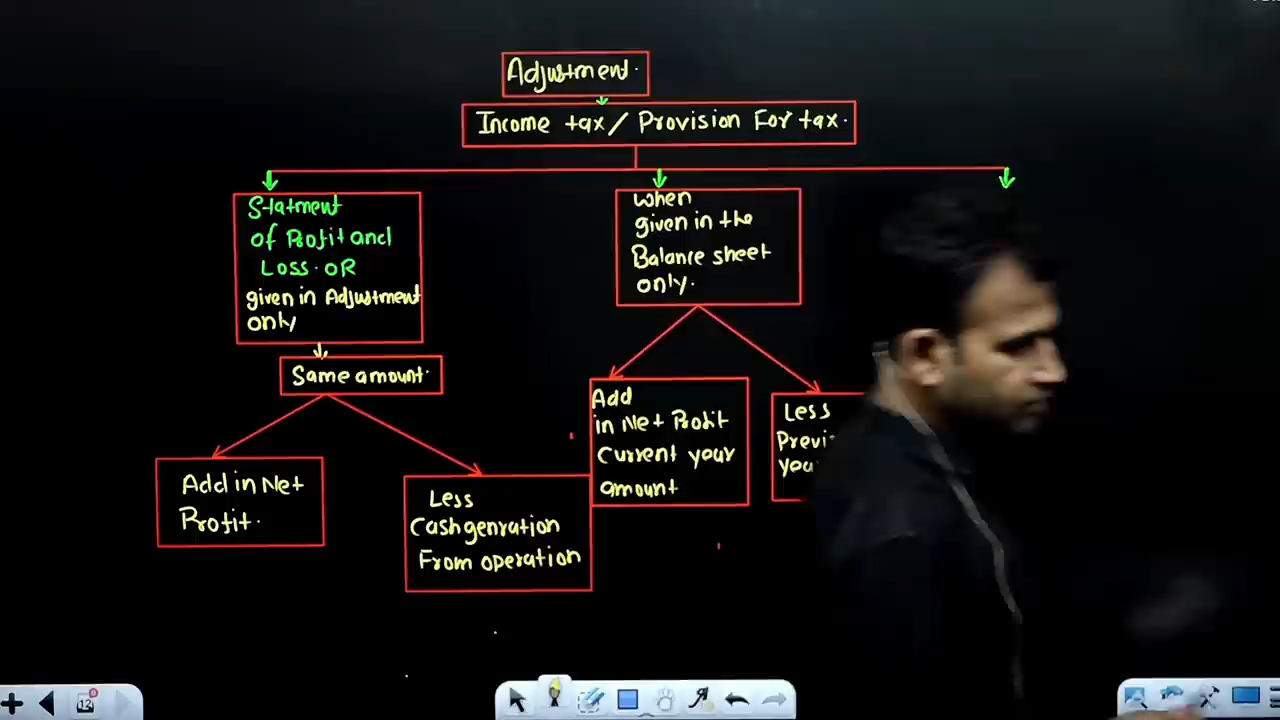 Adjustment.
Income tax / Provision For tax.
Statment
of Profit and
Loss. OR
given in Adjustment
only
Same amount.
Add in Net
Profit.
Less
Cash genration
From operation
When
given in the
Balance sheet
only.
Add
in Net Profit
Current year
amount
Less
12